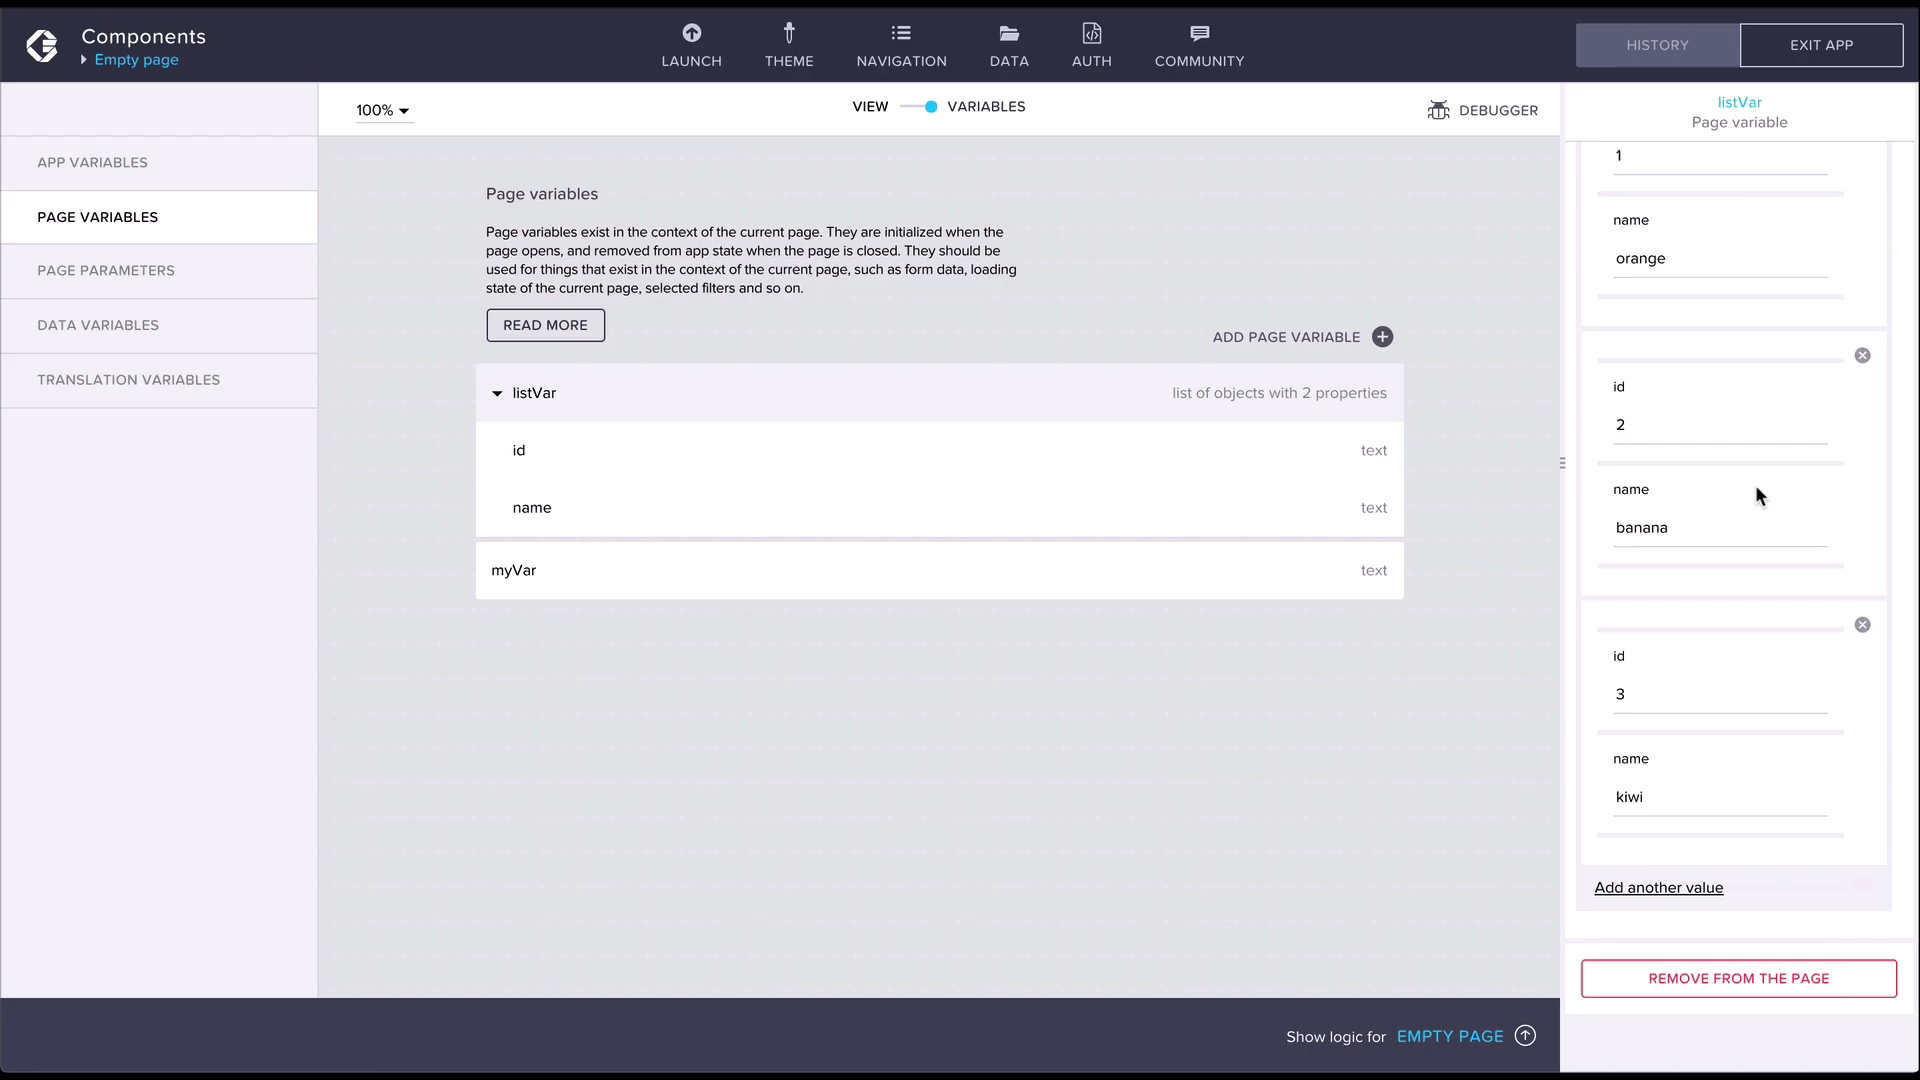 Components
Empty page
LAUNCH
THEME
NAVIGATION
DATA
AUTH
COMMUNITY
HISTORY
EXIT APP
100%
VIEW
VARIABLES
DEBUGGER
APP VARIABLES
PAGE VARIABLES
PAGE PARAMETERS
DATA VARIABLES
TRANSLATION VARIABLES
Page variables
Page variables exist in the context of the current page. They are initialized when the
page opens, and removed from app state when the page is closed. They should be
used for things that exist in the context of the current page, such as form data, loading
state of the current page, selected filters and so on.
READ MORE
ADD PAGE VARIABLE
listVar
list of objects with 2 properties
id
text
name
text
myVar
text
Show logic for EMPTY PAGE
listVar
Page variable
1
name
orange
id
2
name
banana
id
3
name
kiwi
Add another value
REMOVE FROM THE PAGE